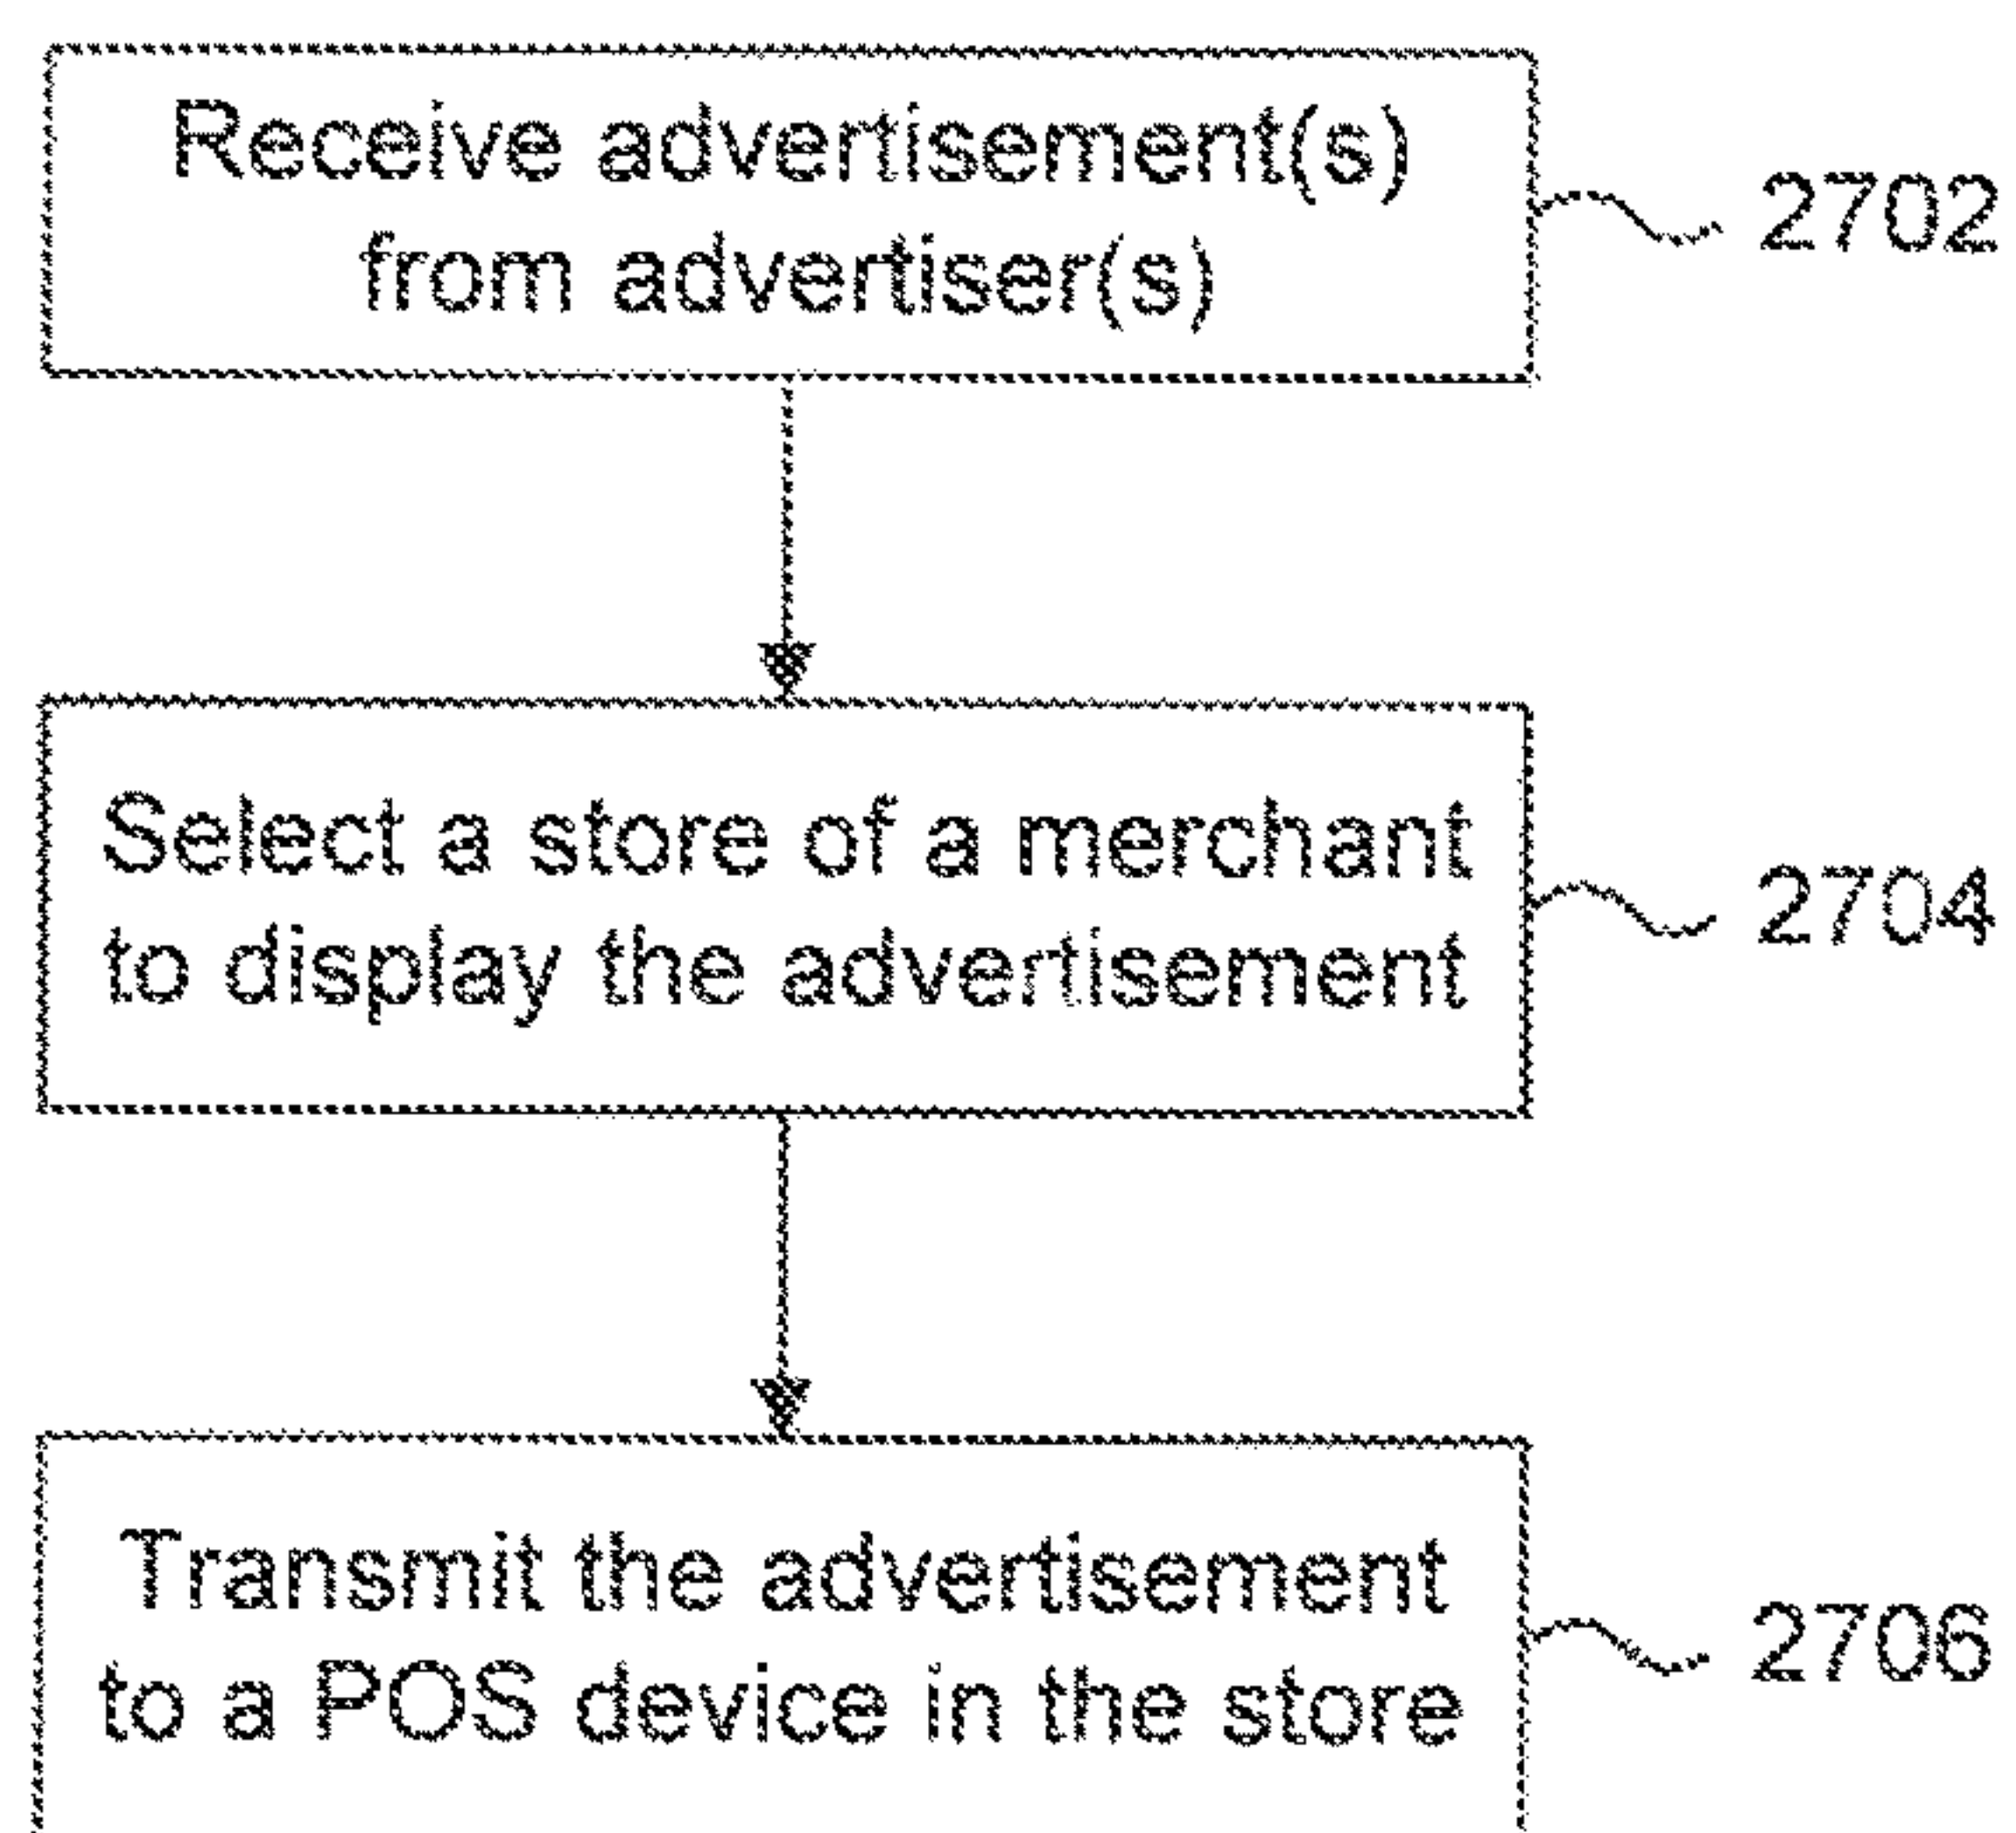 Receive advertisement(s)
from advertiser(s)
2702
Select a store of a merchant
to display the advertisement
2704
Transmit the advertisement
to a POS device in the store
2706